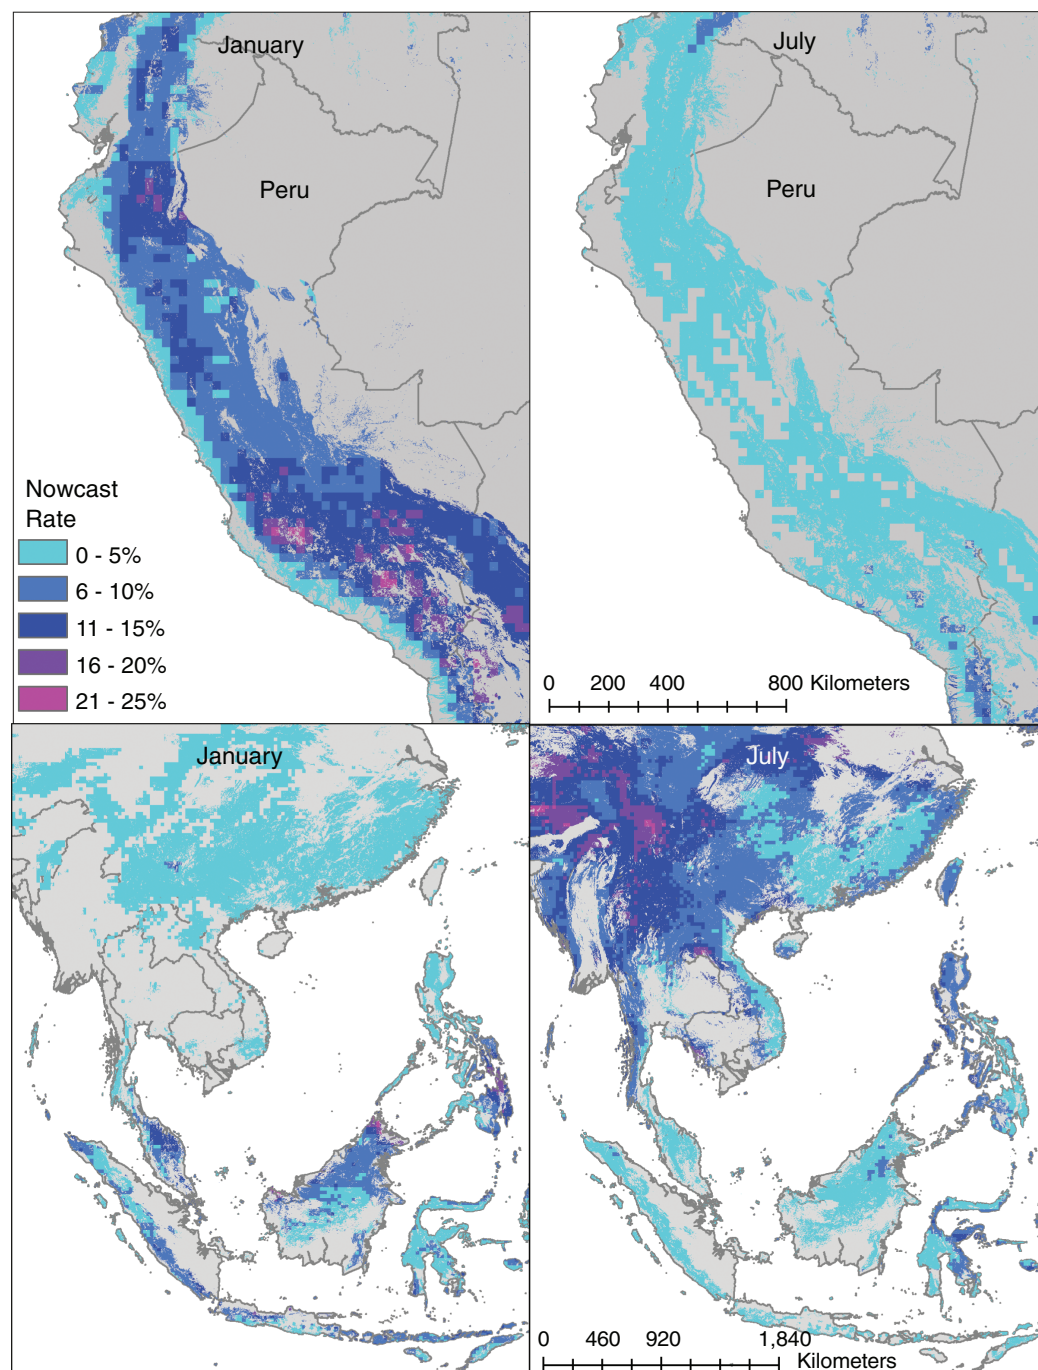 January
Peru
Nowcast
Rate
0 - 5%
6 - 10%
11 - 15%
16 - 20%
21 - 25%
July
Peru
0 200 400 800 Kilometers
January
July
0 460 920 1,840
Kilometers